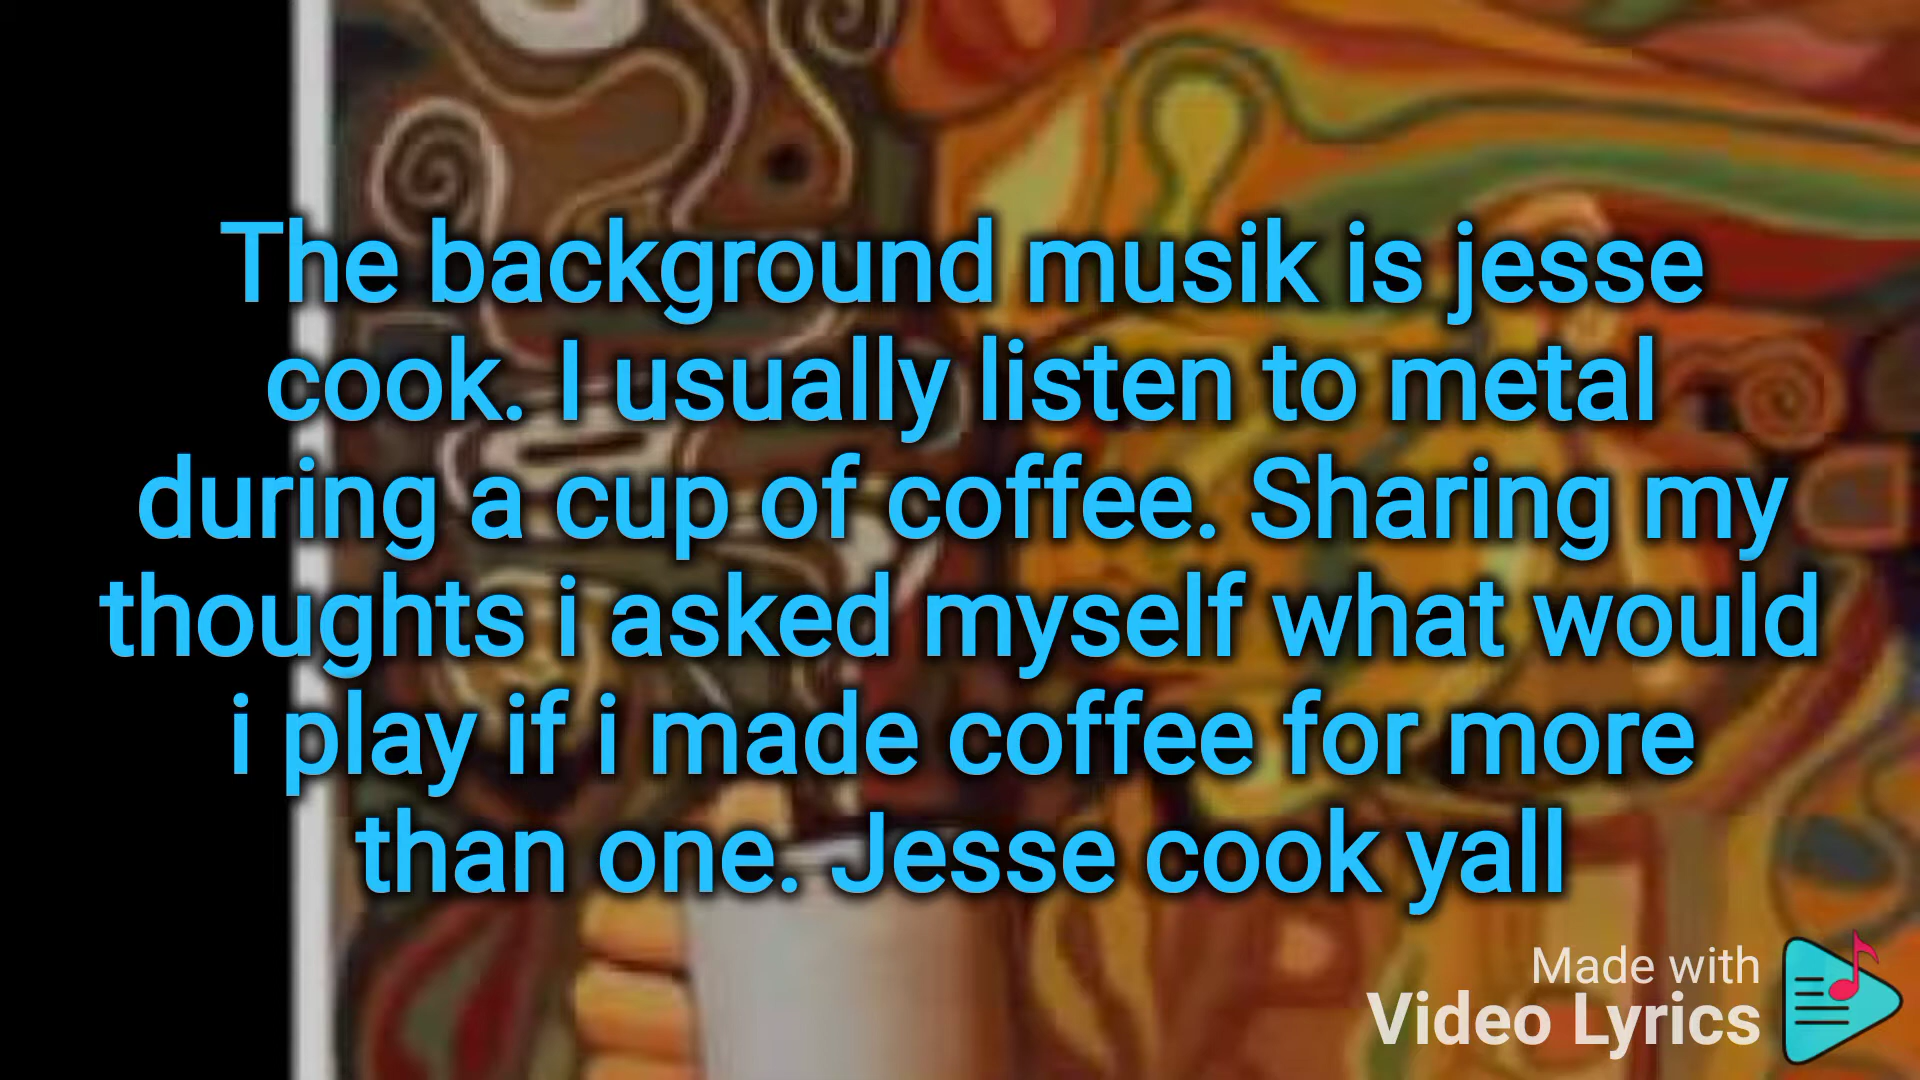 The background musik is jesse
cook. I usually listen to metal
during a cup of coffee. Sharing my
thoughts i asked myself what would
i play if i made coffee for more
than one. Jesse cook yall
Made with
Video Lyrics